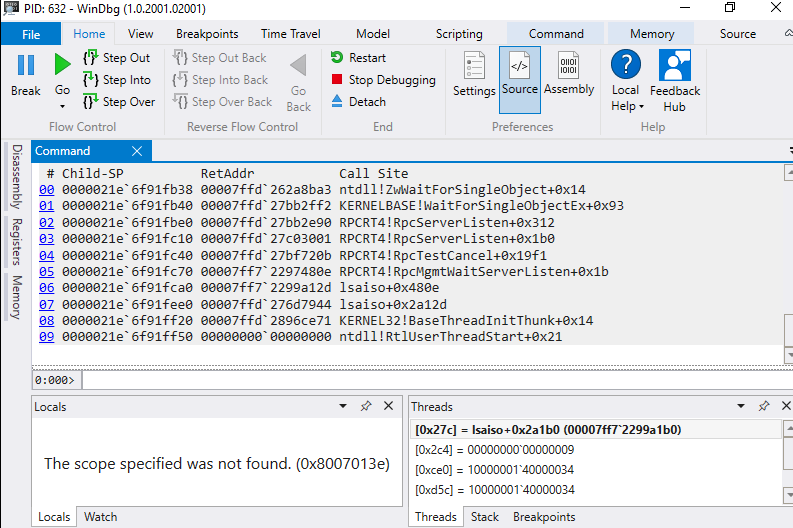 PID: 632 - WinDbg (1.0.2001.02001)
File Home View Breakpoints Time Travel Model Scripting Command Memory Source
Break
Go
Step Out
Step Into
Step Over
Flow Control
Step Out Back
Step Into Back
Step Over Back
Go Back
Reverse Flow Control
Restart
Stop Debugging
Detach
End
Settings
Source
Assembly
Preferences
Local Help
Feedback Hub
Help
Disassembly
Registers
Memory
Command
# Child-SP RetAddr Call Site
00 0000021e`6f91fb38 00007ffd`262a8ba3 ntdll!ZwWaitForSingleObject+0x14
01 0000021e`6f91fb40 00007ffd`27bb2ff2 KERNELBASE!WaitForSingleObjectEx+0x93
02 0000021e`6f91fbe0 00007ffd`27bb2e90 RPCRT4!RpcServerListen+0x312
03 0000021e`6f91fc10 00007ffd`27c03001 RPCRT4!RpcServerListen+0x1b0
04 0000021e`6f91fc40 00007ffd`27bf720b RPCRT4!RpcTestCancel+0x19f1
05 0000021e`6f91fc70 00007ff7`2297480e RPCRT4!RpcMgmtWaitServerListen+0x1b
06 0000021e`6f91fca0 00007ff7`2299a12d lsaiso+0x480e
07 0000021e`6f91fee0 00007ffd`276d7944 lsaiso+0x2a12d
08 0000021e`6f91ff20 00007ffd`2896ce71 KERNEL32!BaseThreadInitThunk+0x14
09 0000021e`6f91ff50 00000000`00000000 ntdll!RtlUserThreadStart+0x21
0:000>
Locals
The scope specified was not found. (0x8007013e)
Locals Watch
Threads
[0x27c] = lsaiso+0x2a1b0 (00007ff7`2299a1b0)
[0x2c4] = 00000000`00000009
[0xce0] = 10000001`40000034
[0xd5c] = 10000001`40000034
Threads Stack Breakpoints